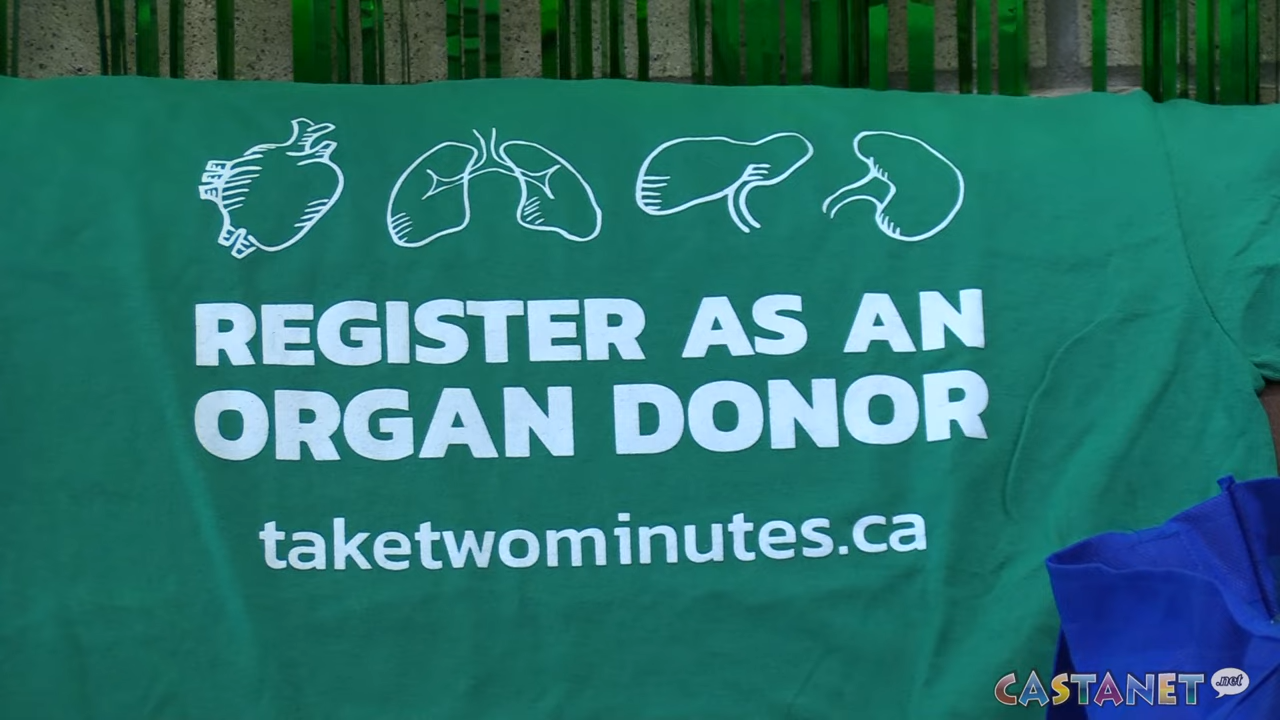 REGISTER AS AN
ORGAN DONOR
taketwominutes.ca
CASTANET .net